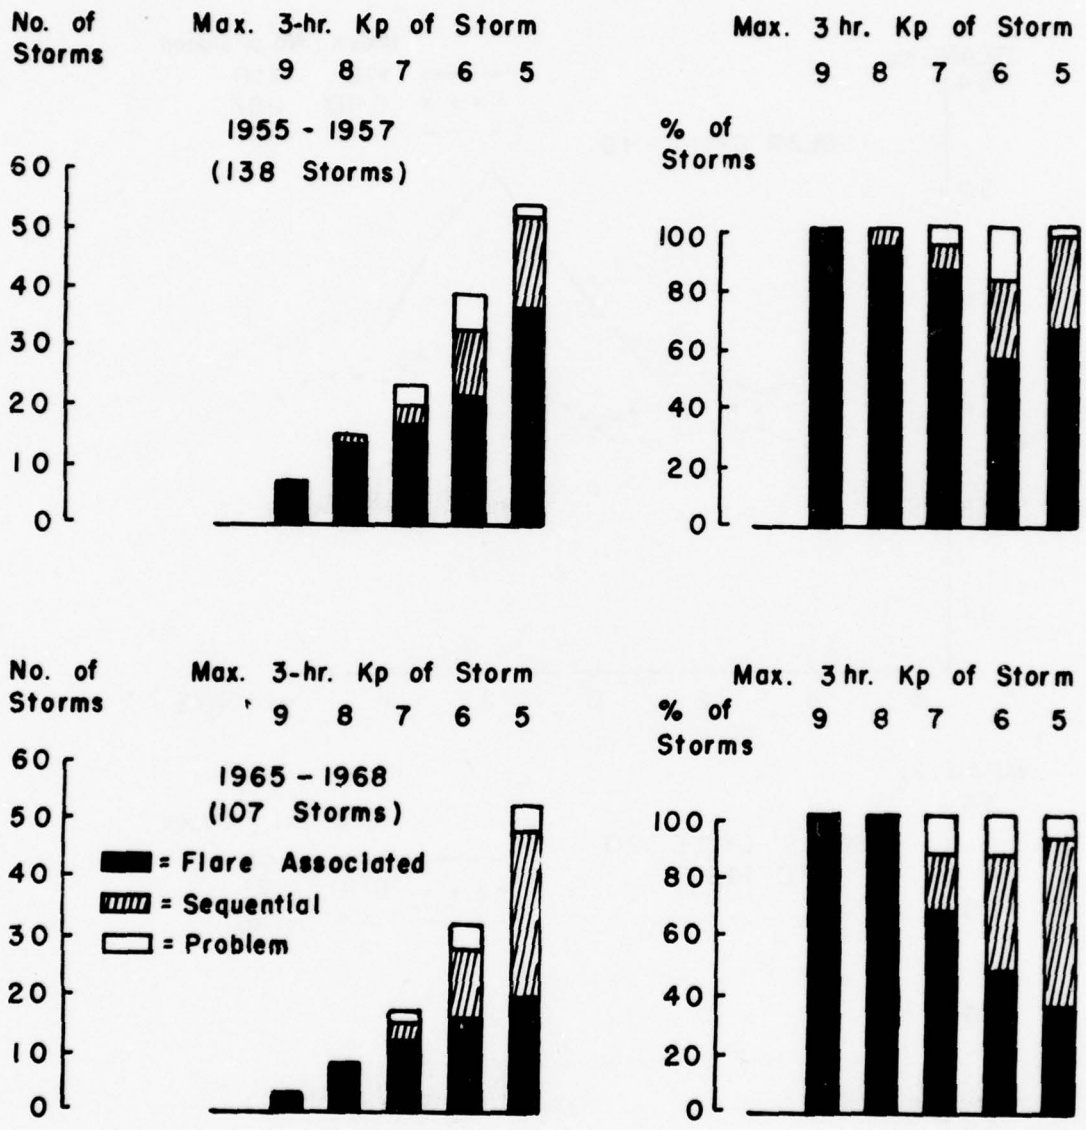 No. of
Storms
Max. 3-hr. Kp of Storm
9 8 7 6 5
1955 - 1957
(138 Storms)
60
50
40
30
20
10
0
Max. 3 hr. Kp of Storm
9 8 7 6 5
% of
Storms
100
80
60
40
20
0
No. of
Storms
Max. 3-hr. Kp of Storm
9 8 7 6 5
1965 - 1968
(107 Storms)
60
50
40
30
20
10
0
= Flare Associated
= Sequential
= Problem
Max. 3 hr. Kp of Storm
9 8 7 6 5
% of
Storms
100
80
60
40
20
0